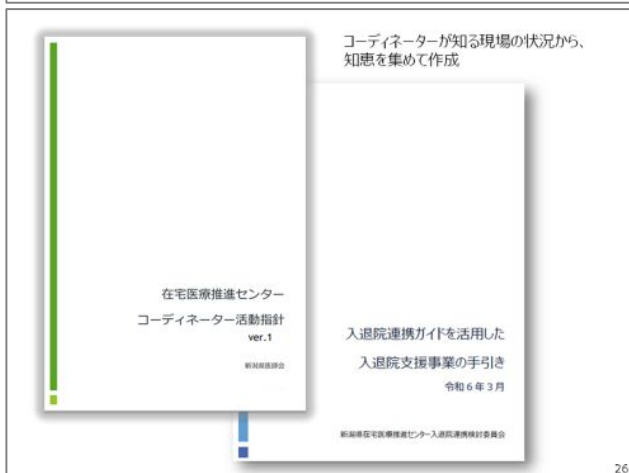 コーディネーターが知る現場の状況から、
知恵を集めて作成
在宅医療推進センター
コーディネーター活動指針
ver.1
新潟県医師会
入退院連携ガイドを活用した
入退院支援事業の手引き
令和6年3月
新潟県在宅医療推進センター入退院連携検討委員会
26